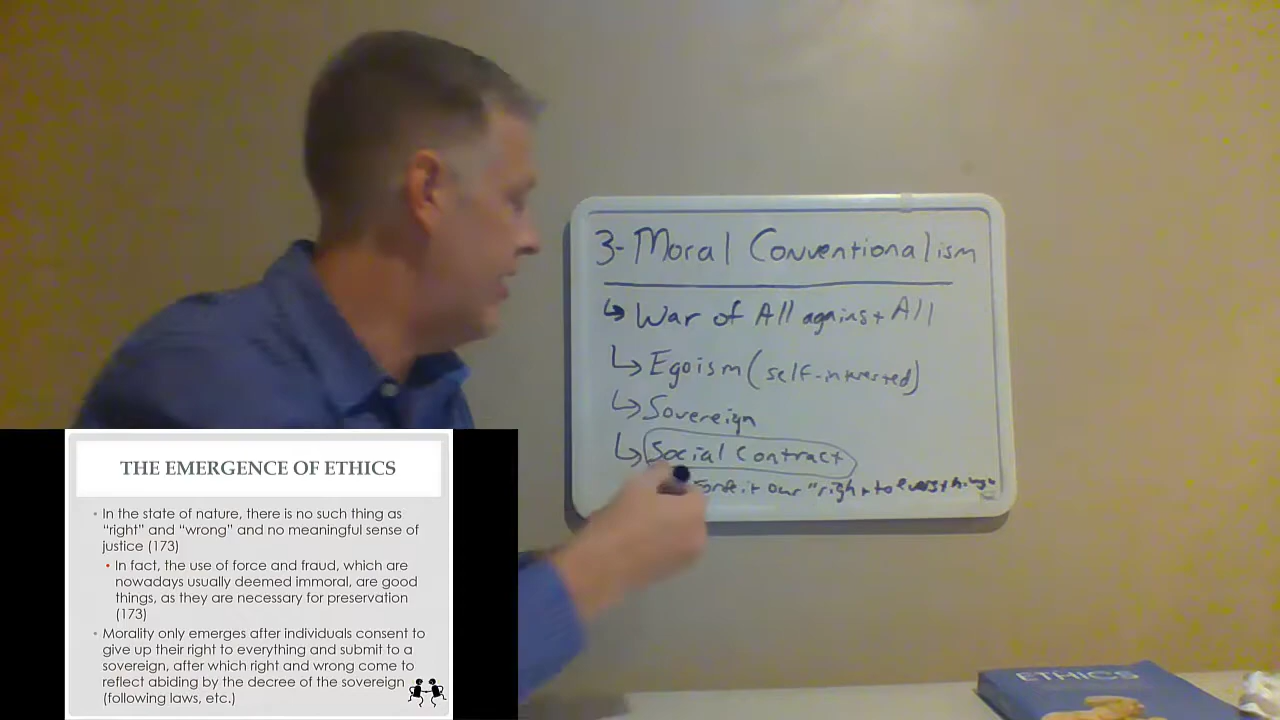 3- Moral Conventionalism
↳ War of All against All
↳ Egoism (self-interested)
↳ Sovereign
↳ Social Contract
Forfeit our "right to everything"
THE EMERGENCE OF ETHICS
• In the state of nature, there is no such thing as
“right” and “wrong” and no meaningful sense of
justice (173)
• In fact, the use of force and fraud, which are
nowadays usually deemed immoral, are good
things, as they are necessary for preservation
(173)
• Morality only emerges after individuals consent to
give up their right to everything and submit to a
sovereign, after which right and wrong come to
reflect abiding by the decree of the sovereign
(following laws, etc.)
ETHICS